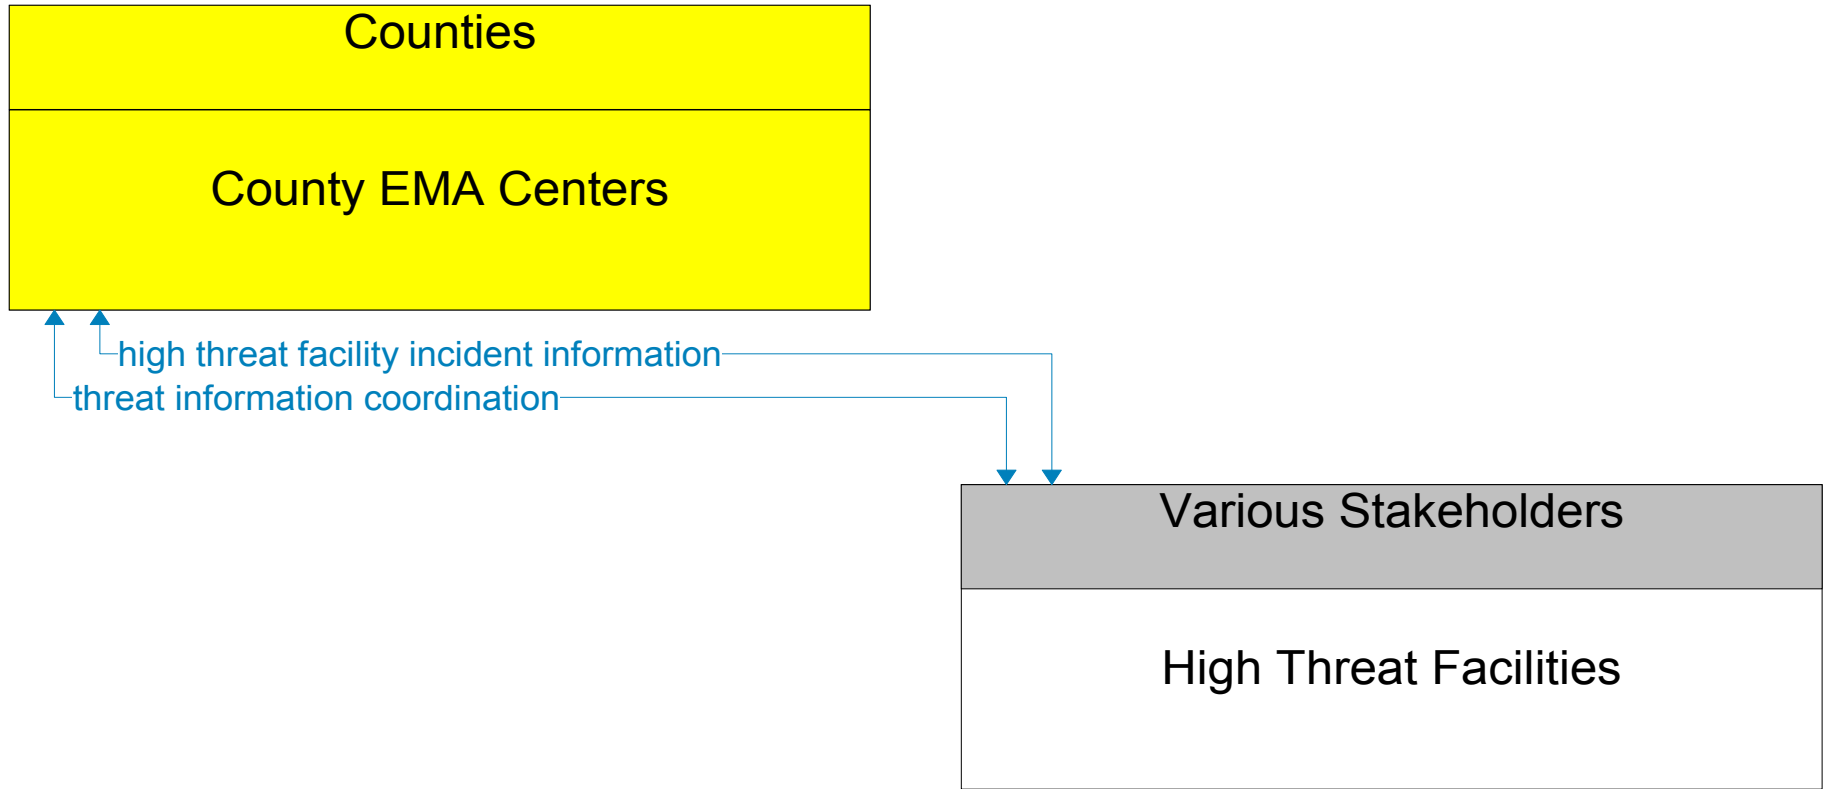 Counties
County EMA Centers
high threat facility incident information
threat information coordination
Various Stakeholders
High Threat Facilities